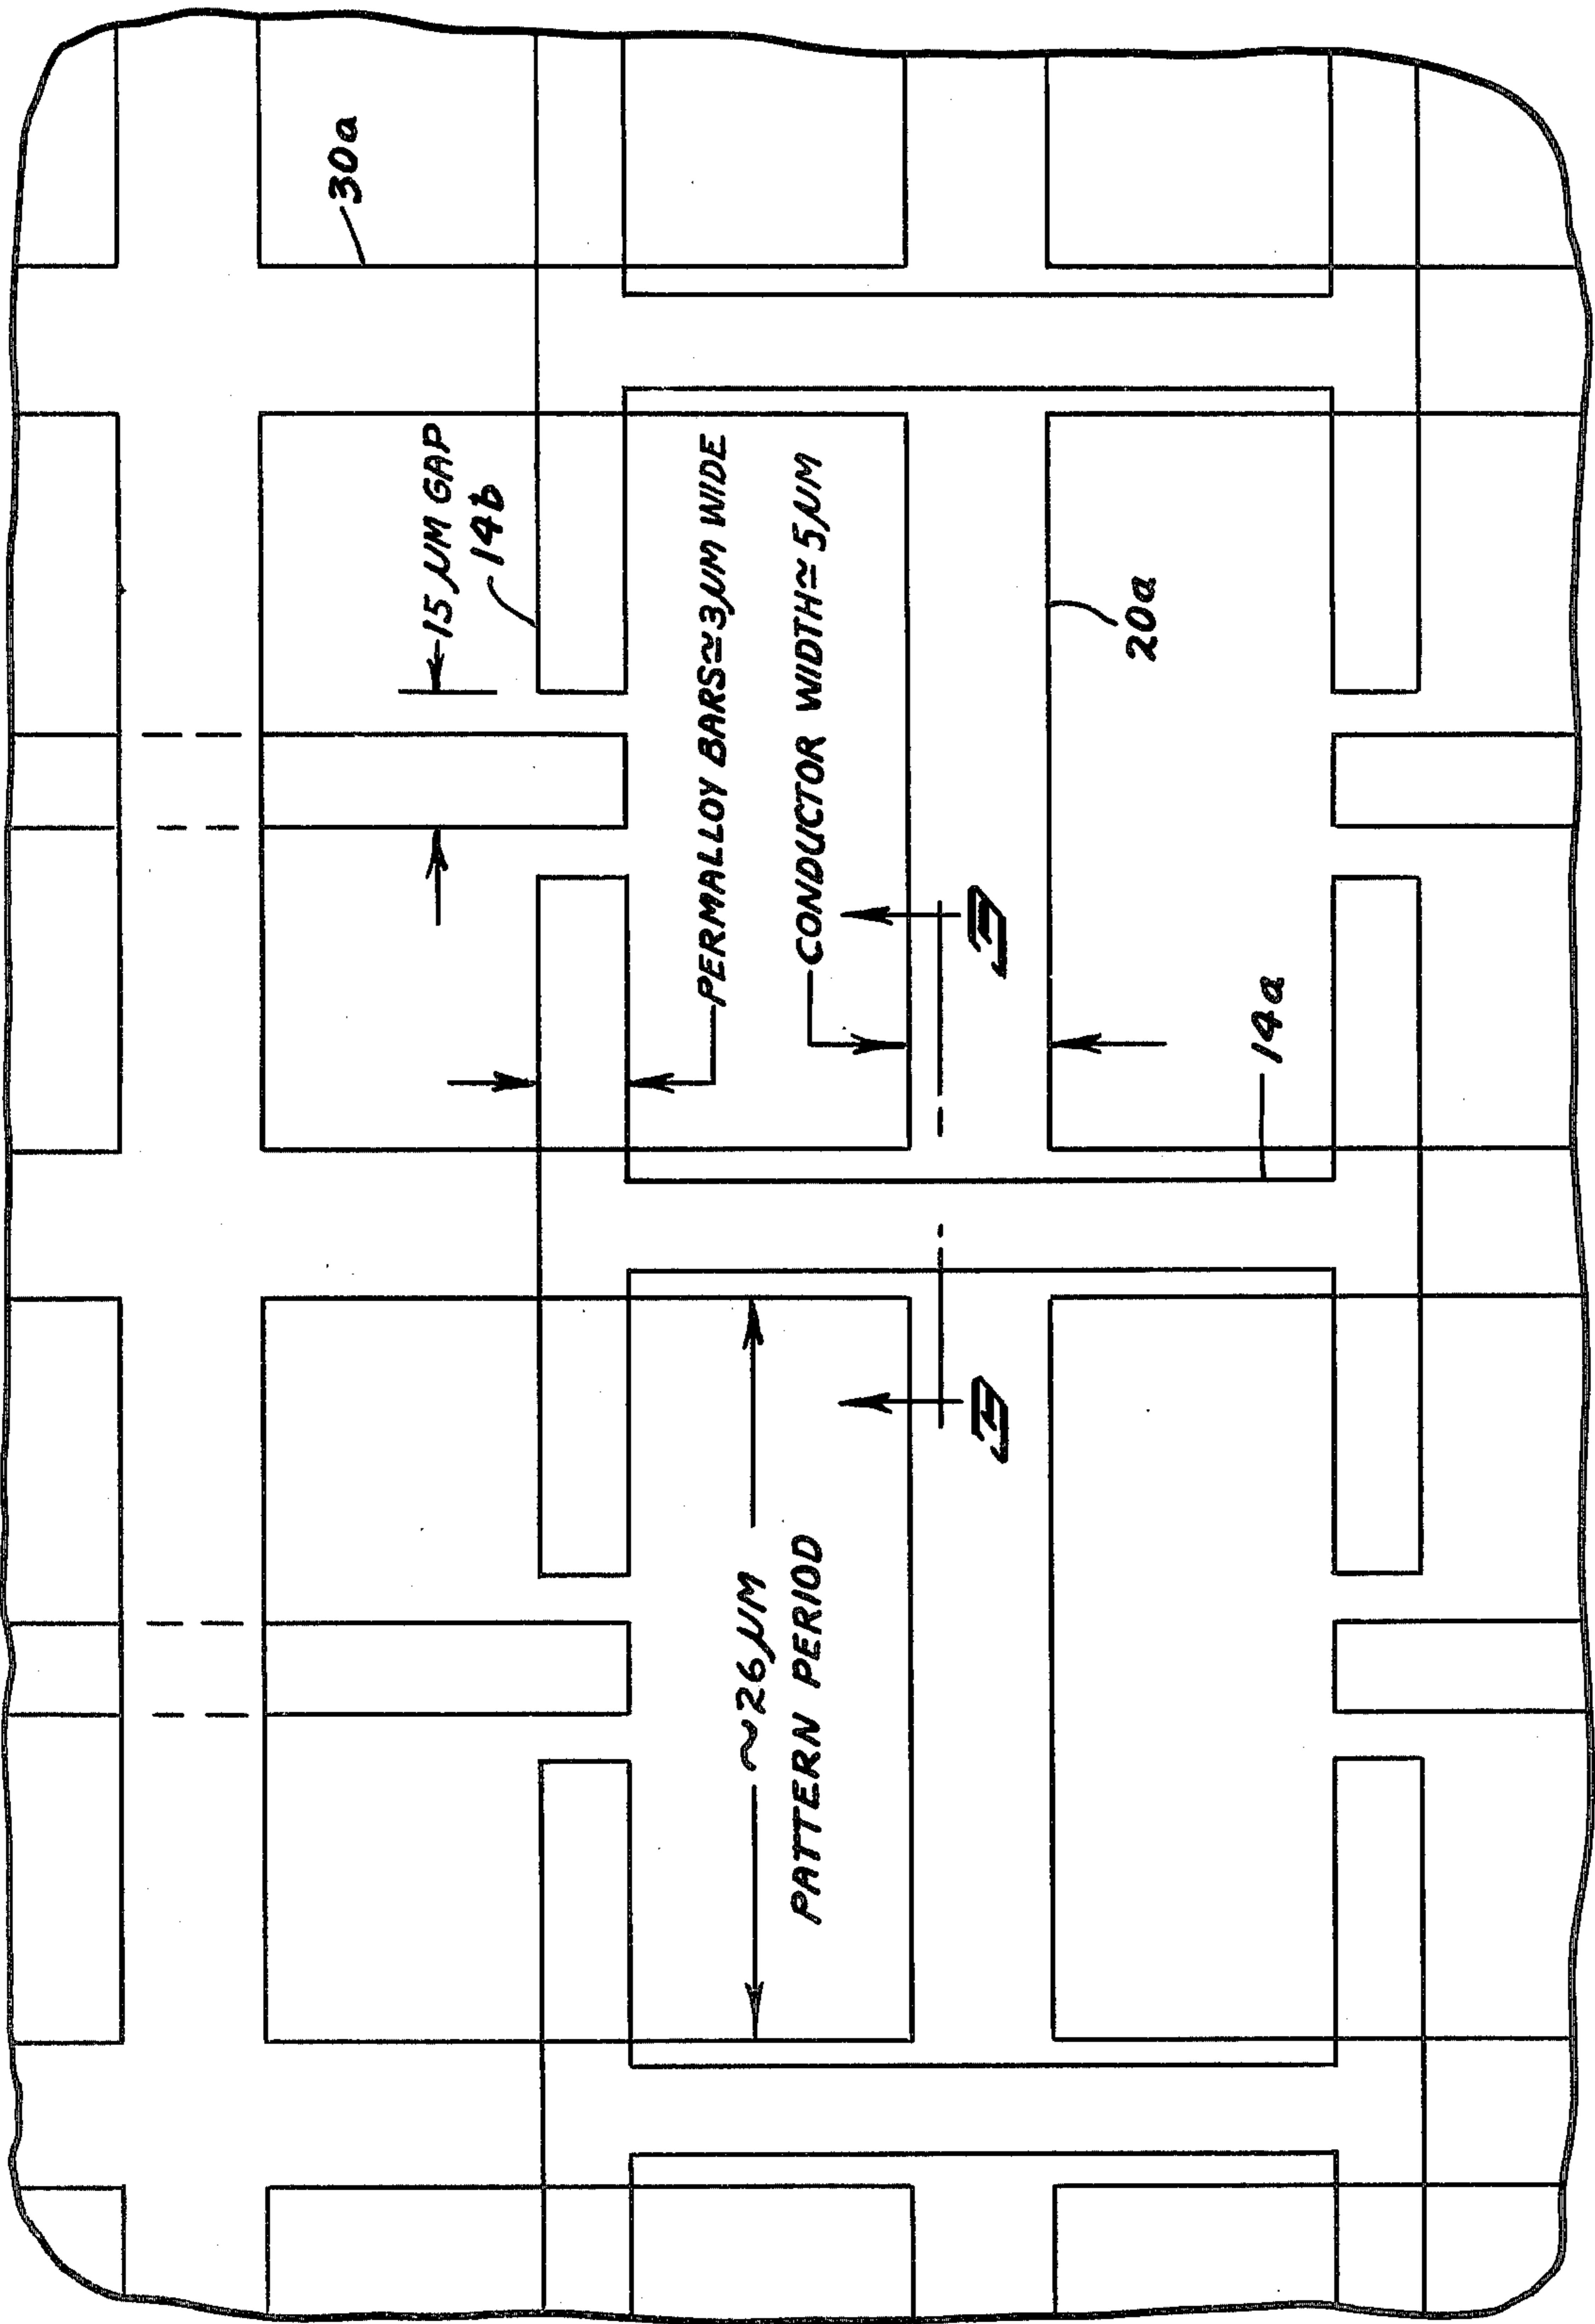 30a
15 µM GAP
14b
PERMALLOY BARS≃3µM WIDE
~26µM
PATTERN PERIOD
CONDUCTOR WIDTH≃5µM
20a
14a